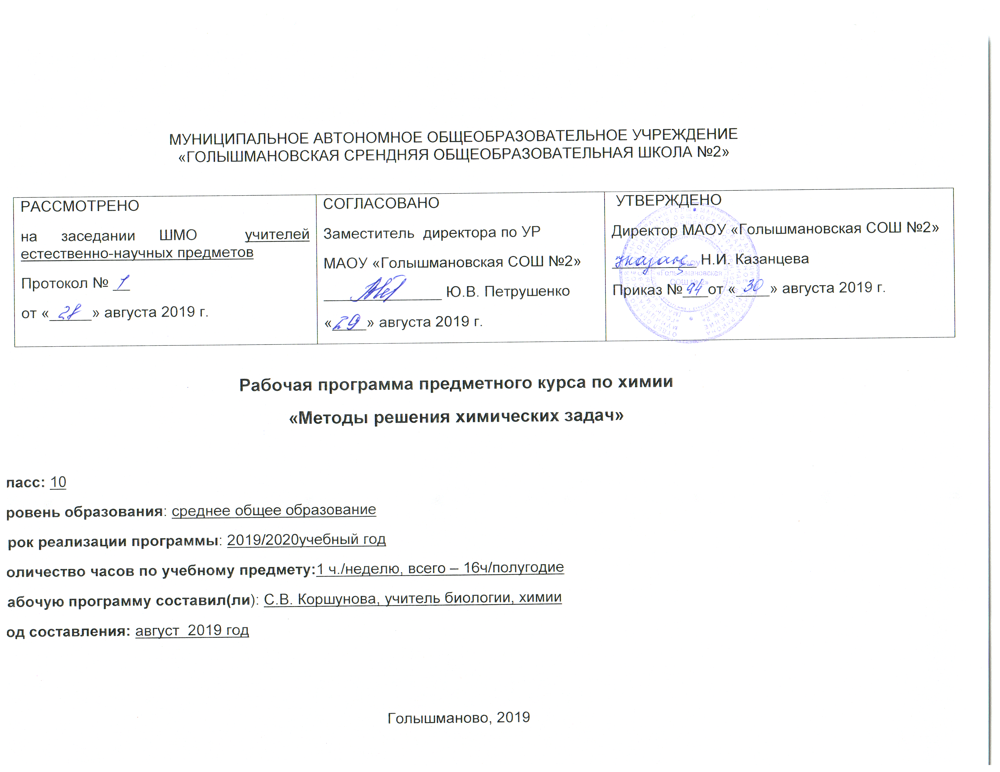 МУНИЦИПАЛЬНОЕ АВТОНОМНОЕ ОБЩЕОБРАЗОВАТЕЛЬНОЕ УЧРЕЖДЕНИЕ
«ГОЛЫШМАНОВСКАЯ СРЕНДНЯЯ ОБЩЕОБРАЗОВАТЕЛЬНАЯ ШКОЛА №2»
РАССМОТРЕНО
на заседании ШМО учителей
естественно-научных предметов
Протокол № 1
от «28» августа 2019 г.
СОГЛАСОВАНО
Заместитель директора по УР
МАОУ «Голышмановская СОШ №2»
Ю.В. Петрушенко
«29» августа 2019 г.
УТВЕРЖДЕНО
Директор МАОУ «Голышмановская СОШ №2»
Н.И. Казанцева
Приказ № 94 от «30» августа 2019 г.
МАОУ
«Голышмановская
СОШ № 2»
Рабочая программа предметного курса по химии
«Методы решения химических задач»
пасс: 10
ровень образования: среднее общее образование
рок реализации программы: 2019/2020учебный год
оличество часов по учебному предмету: 1 ч./неделю, всего – 16ч/полугодие
абочую программу составил(ли): С.В. Коршунова, учитель биологии, химии
од составления: август 2019 год
Голышманово, 2019